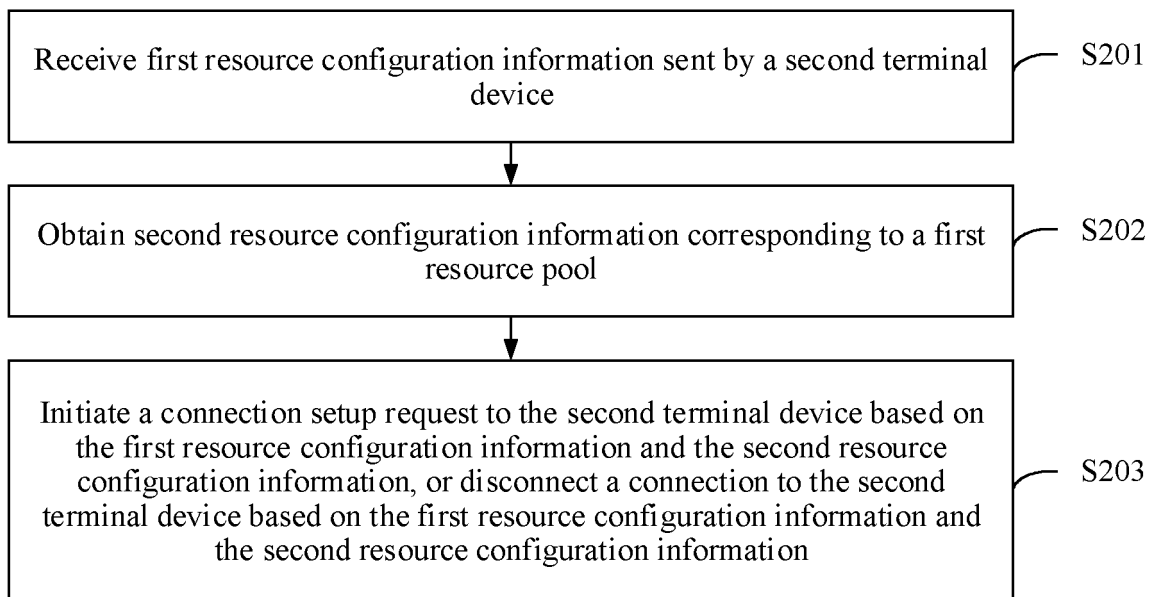 Receive first resource configuration information sent by a second terminal
device
S201
Obtain second resource configuration information corresponding to a first
resource pool
S202
Initiate a connection setup request to the second terminal device based on
the first resource configuration information and the second resource
configuration information, or disconnect a connection to the second
terminal device based on the first resource configuration information and
the second resource configuration information
S203